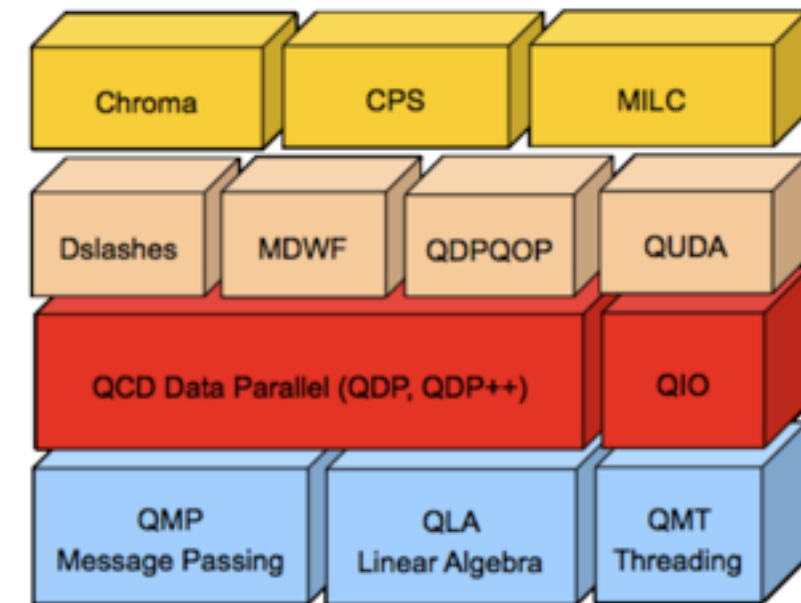 Chroma
CPS
MILC
Dslashes
MDWF
QDPQOP
QUDA
QCD Data Parallel (QDP, QDP++)
QIO
QMP
Message Passing
QLA
Linear Algebra
QMT
Threading